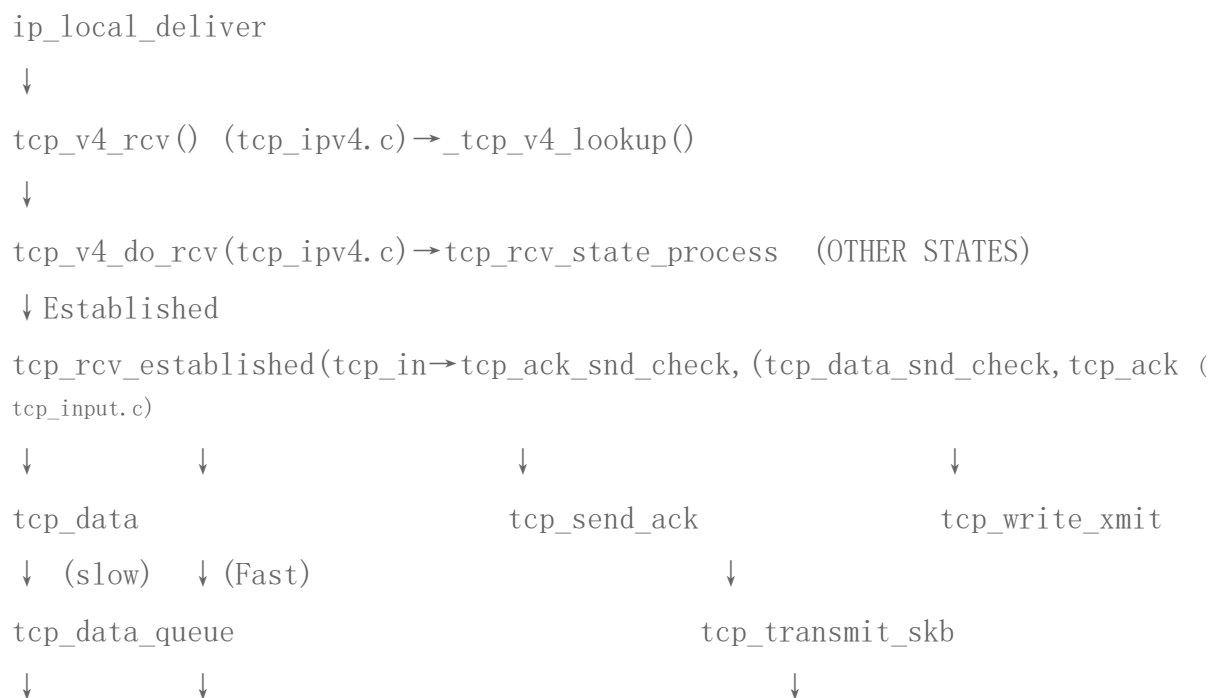 ip_local_deliver
↓
tcp_v4_rcv() (tcp_ipv4.c)→_tcp_v4_lookup()
↓
tcp_v4_do_rcv(tcp_ipv4.c)→tcp_rcv_state_process (OTHER STATES)
↓Established
tcp_rcv_established(tcp_in→tcp_ack_snd_check,(tcp_data_snd_check,tcp_ack (
tcp_input.c)
↓ ↓ ↓ ↓
tcp_data tcp_send_ack tcp_write_xmit
↓ (slow) ↓(Fast) ↓
tcp_data_queue tcp_transmit_skb
↓ ↓ ↓